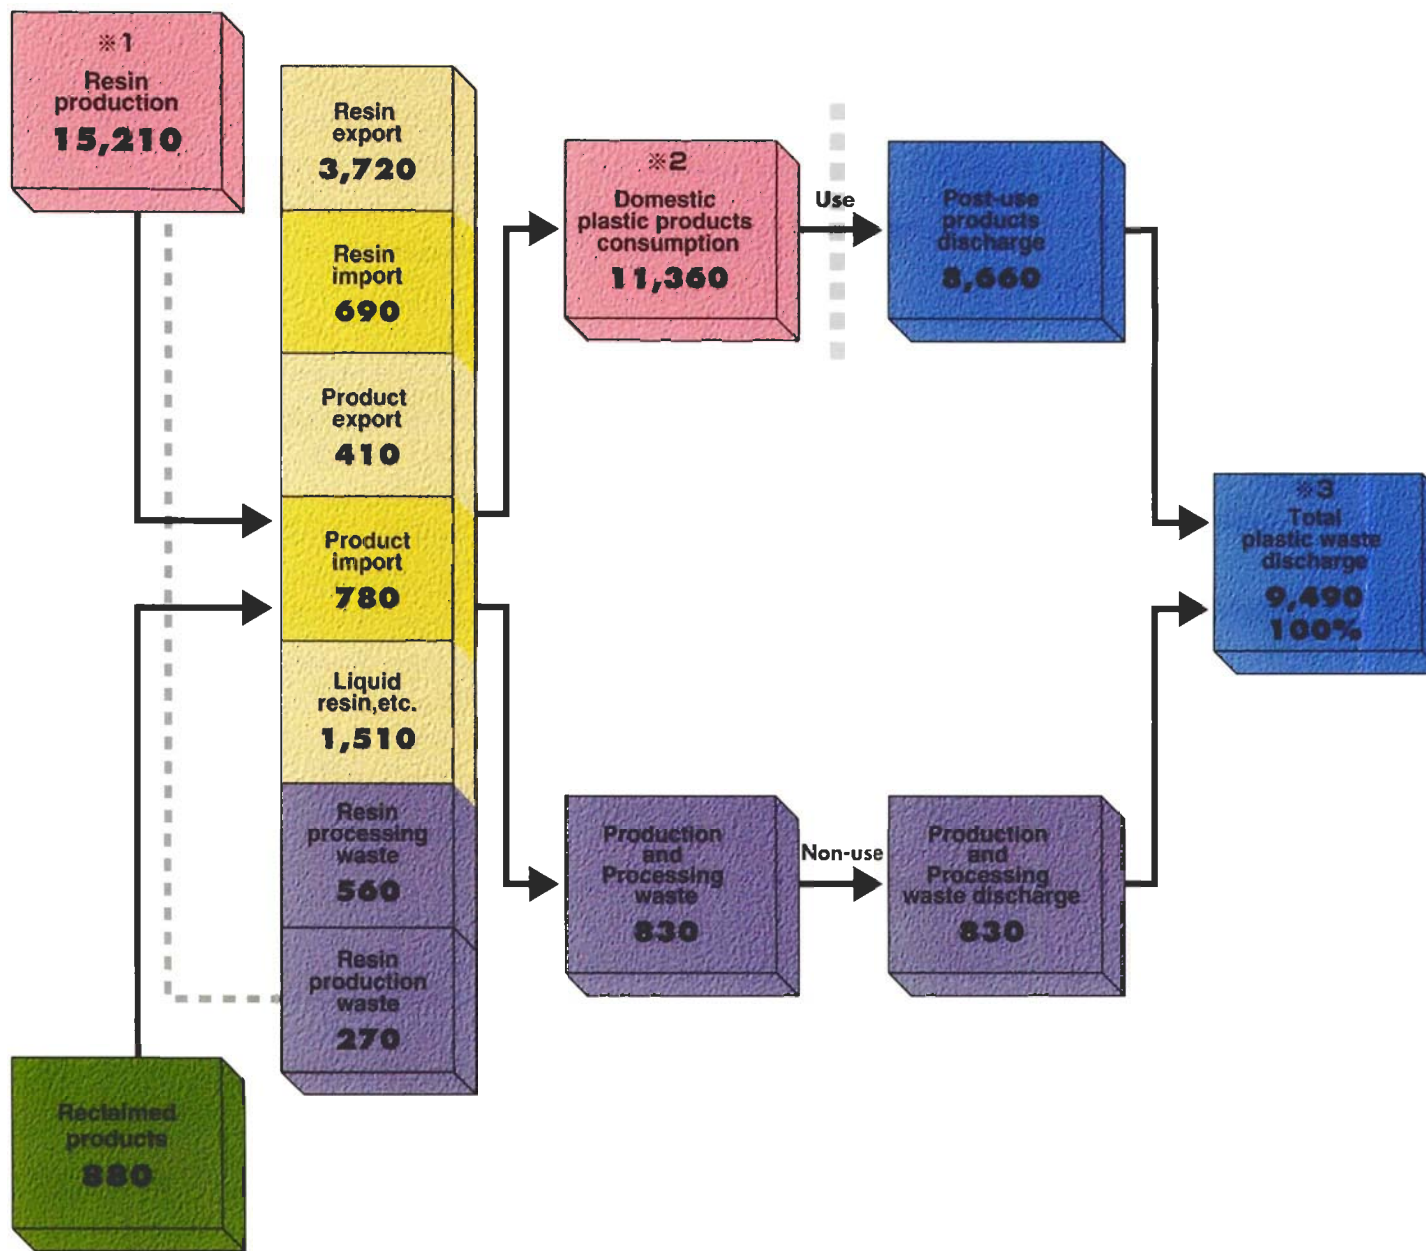 ※1
Resin
production
15,210
Resin
export
3,720
Resin
import
690
Product
export
410
Product
import
780
Liquid
resin,etc.
1,510
Resin
processing
waste
560
Resin
production
waste
270
Reclaimed
products
880
※2
Domestic
plastic products
consumption
11,360
Use
Post-use
products
discharge
8,660
Production
and
Processing
waste
830
Non-use
Production
and
Processing
waste discharge
830
※3
Total
plastic waste
discharge
9,490
100%